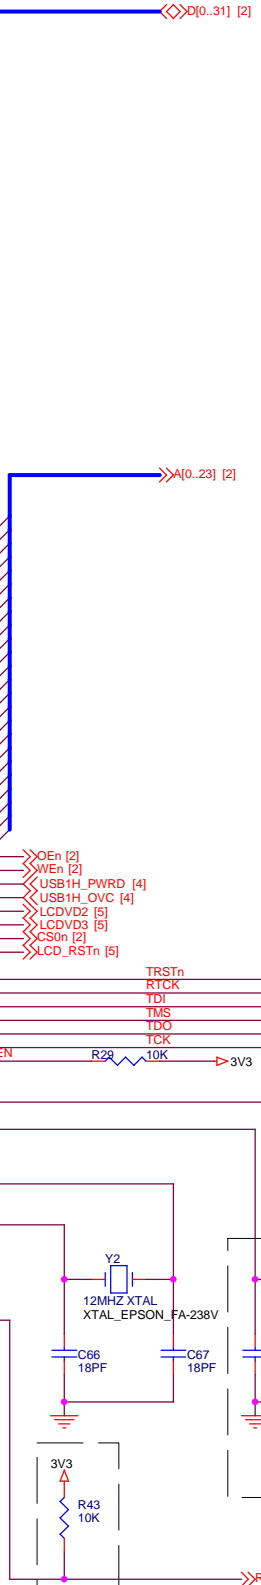 D[0..31] [2]
A[0..23] [2]
OEn [2]
WEn [2]
USB1H_PWRD [4]
USB1H_OVC [4]
LCDVD2 [5]
LCDVD3 [5]
CS0n [2]
LCD_RSTn [5]
TRSTn
RTCK
TDI
TMS
TDO
TCK
EN
R29 10K
3V3
Y2
12MHZ XTAL
XTAL_EPSON_FA-238V
C66
18PF
C67
18PF
3V3
R43
10K
R